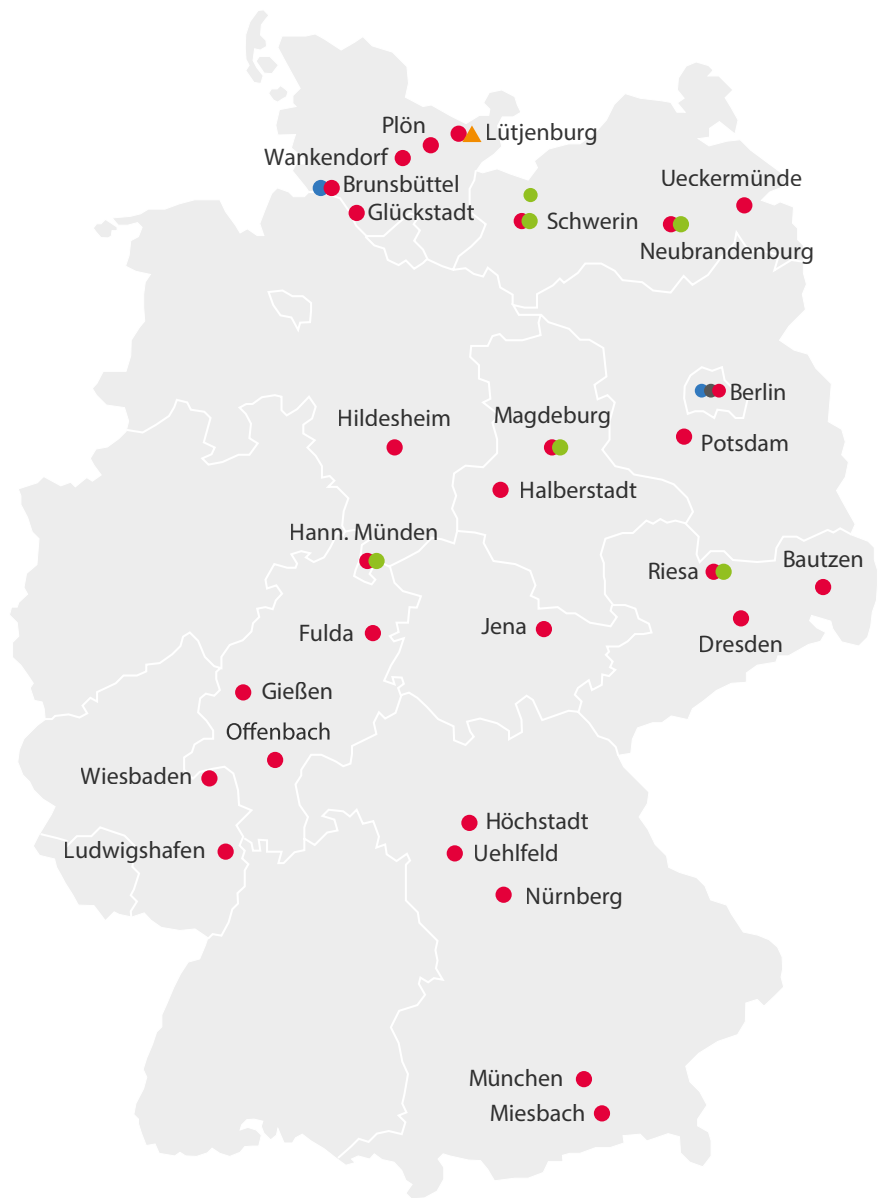 Plön
Lütjenburg
Wankendorf
Brunsbüttel
Ueckermünde
Glückstadt
Schwerin
Neubrandenburg
Berlin
Hildesheim
Magdeburg
Potsdam
Halberstadt
Hann. Münden
Bautzen
Riesa
Jena
Fulda
Dresden
Gießen
Offenbach
Wiesbaden
Höchstadt
Ludwigshafen
Uehlfeld
Nürnberg
München
Miesbach